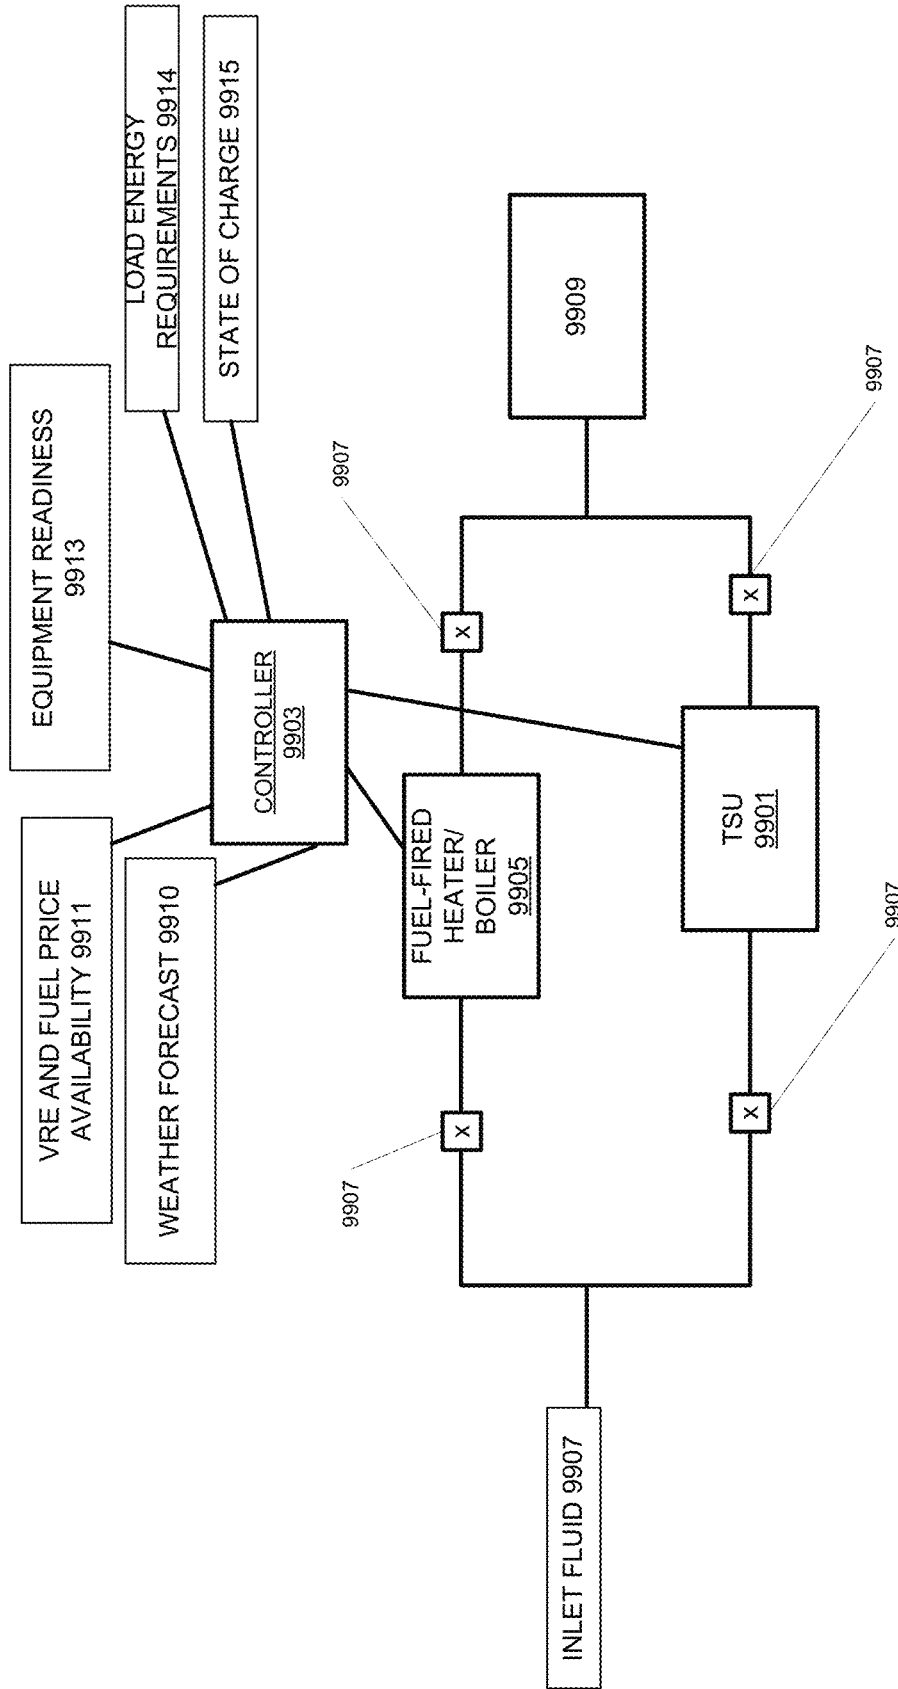 VRE AND FUEL PRICE
AVAILABILITY 9911
WEATHER FORECAST 9910
EQUIPMENT READINESS
9913
LOAD ENERGY
REQUIREMENTS 9914
STATE OF CHARGE 9915
CONTROLLER
9903
9907
9907
X
X
FUEL-FIRED
HEATER/
BOILER
9905
INLET FLUID 9907
9909
X
X
TSU
9901
9907
9907